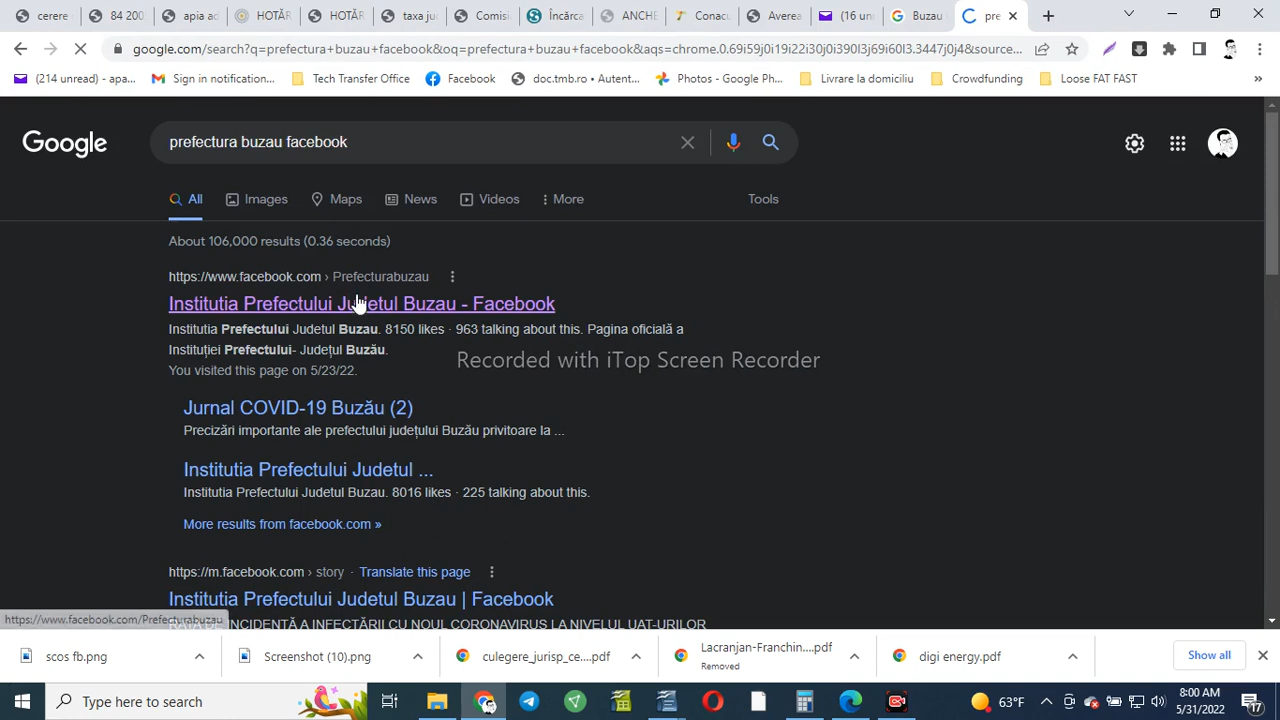 cerere
84 200
apia ad
HOTĂR
HOTĂR
taxa ju
Comisi
Încărca
ANCHE
Conacu
Averea
(16 un
Buzau
pre
google.com/search?q=prefectura+buzau+facebook&oq=prefectura+buzau+facebook&aqs=chrome.0.69i59j0i19i22i30j0i390l3j69i60l3.3447j0j4&source...
(214 unread) - apa...
Sign in notification...
Tech Transfer Office
Facebook
doc.tmb.ro • Autent...
Photos - Google Ph...
Livrare la domiciliu
Crowdfunding
Loose FAT FAST
»
Google
prefectura buzau facebook
All
Images
Maps
News
Videos
More
Tools
About 106,000 results (0.36 seconds)
https://www.facebook.com › Prefecturabuzau
Institutia Prefectului Judetul Buzau - Facebook
Institutia Prefectului Judetul Buzau. 8150 likes · 963 talking about this. Pagina oficială a
Instituției Prefectului- Județul Buzău.
You visited this page on 5/23/22.
Recorded with iTop Screen Recorder
Jurnal COVID-19 Buzău (2)
Precizări importante ale prefectului județului Buzău privitoare la ...
Institutia Prefectului Judetul ...
Institutia Prefectului Judetul Buzau. 8016 likes · 225 talking about this.
More results from facebook.com »
https://m.facebook.com › story · Translate this page
Institutia Prefectului Judetul Buzau | Facebook
https://www.facebook.com/Prefecturabuzau
DE INCIDENȚĂ A INFECTĂRII CU NOUL CORONAVIRUS LA NIVELUL UAT-URILOR
scos fb.png
Screenshot (10).png
culegere_jurisp_ce....pdf
Lacranjan-Franchin....pdf
Removed
digi energy.pdf
Show all
Type here to search
63°F
8:00 AM
5/31/2022
17